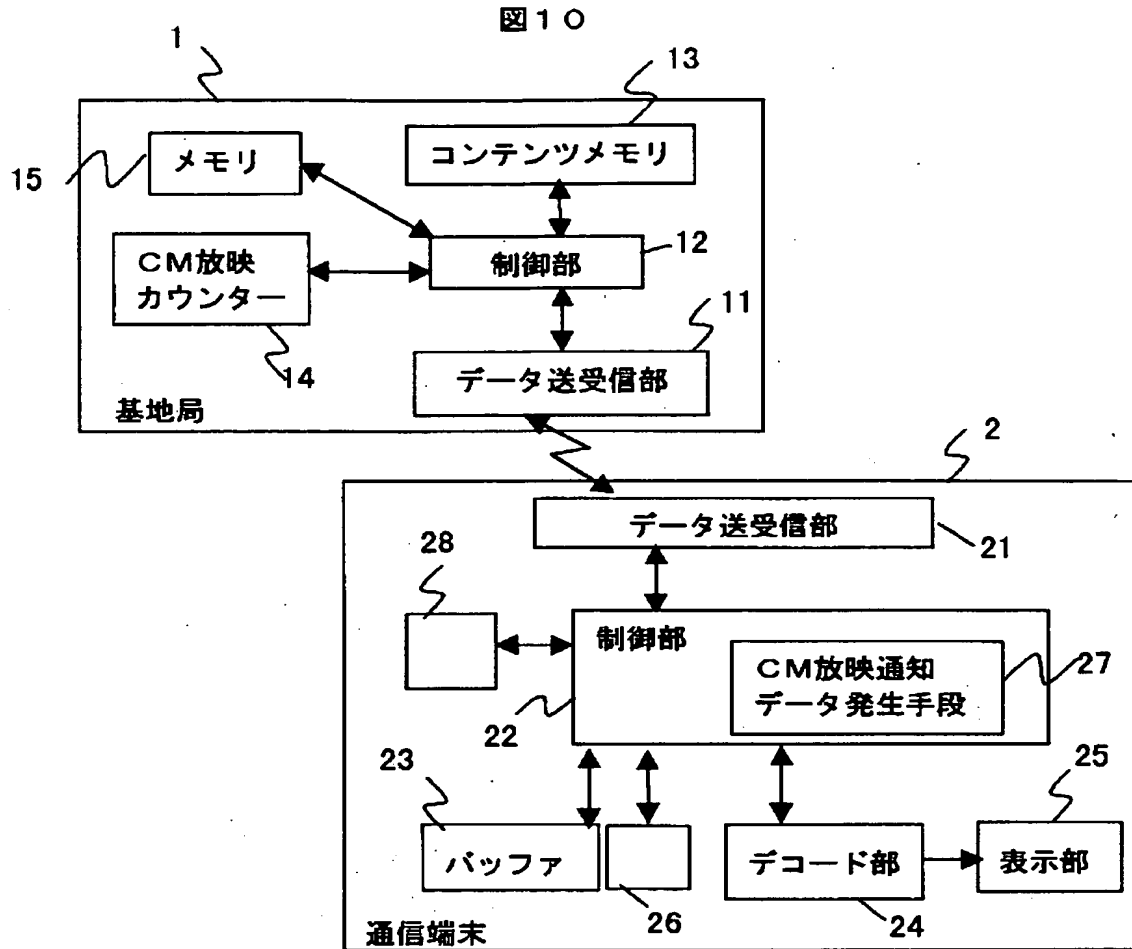 図１０
1
13
メモリ
コンテンツメモリ
15
CM放映
カウンター
制御部
12
11
14
データ送受信部
基地局
2
データ送受信部
21
28
制御部
CM放映通知
データ発生手段
27
22
23
25
バッファ
26
デコード部
24
表示部
通信端末